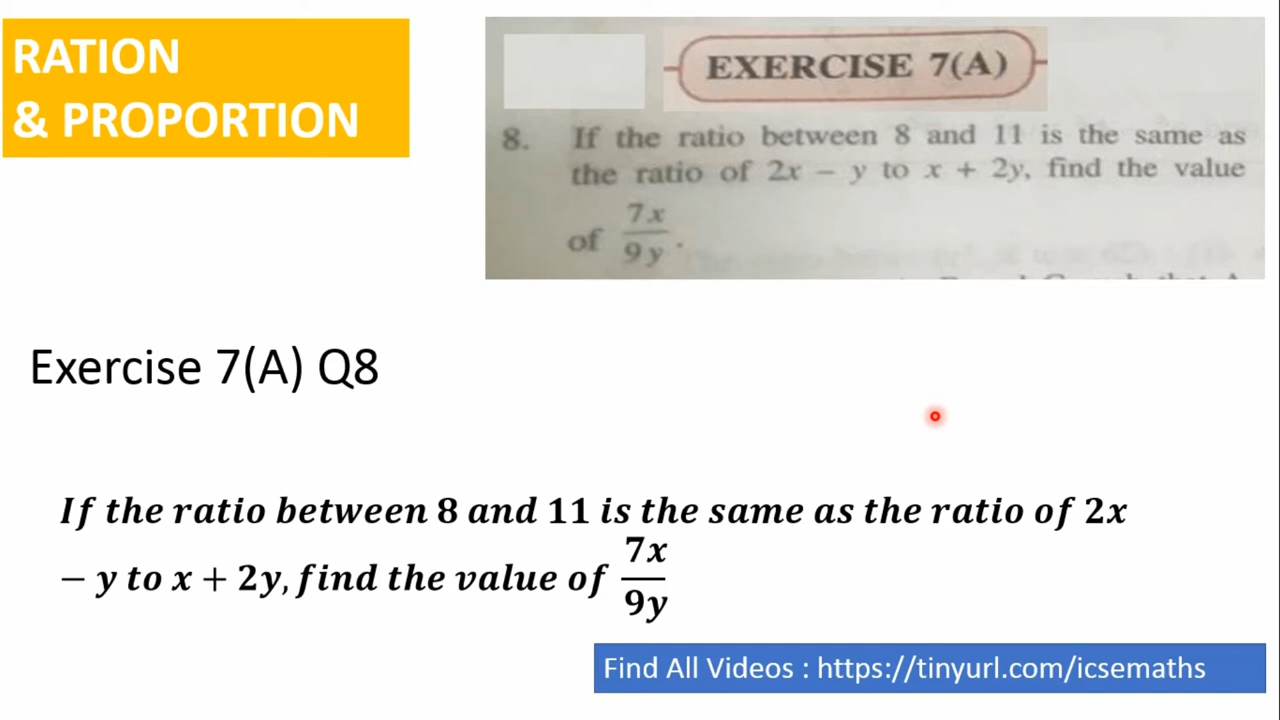 RATION
& PROPORTION
EXERCISE 7(A)
8. If the ratio between 8 and 11 is the same as
the ratio of 2x – y to x + 2y, find the value
of 7x/9y.
Exercise 7(A) Q8
If the ratio between 8 and 11 is the same as the ratio of 2x
− y to x + 2y, find the value of 7x/9y
Find All Videos : https://tinyurl.com/icsemaths